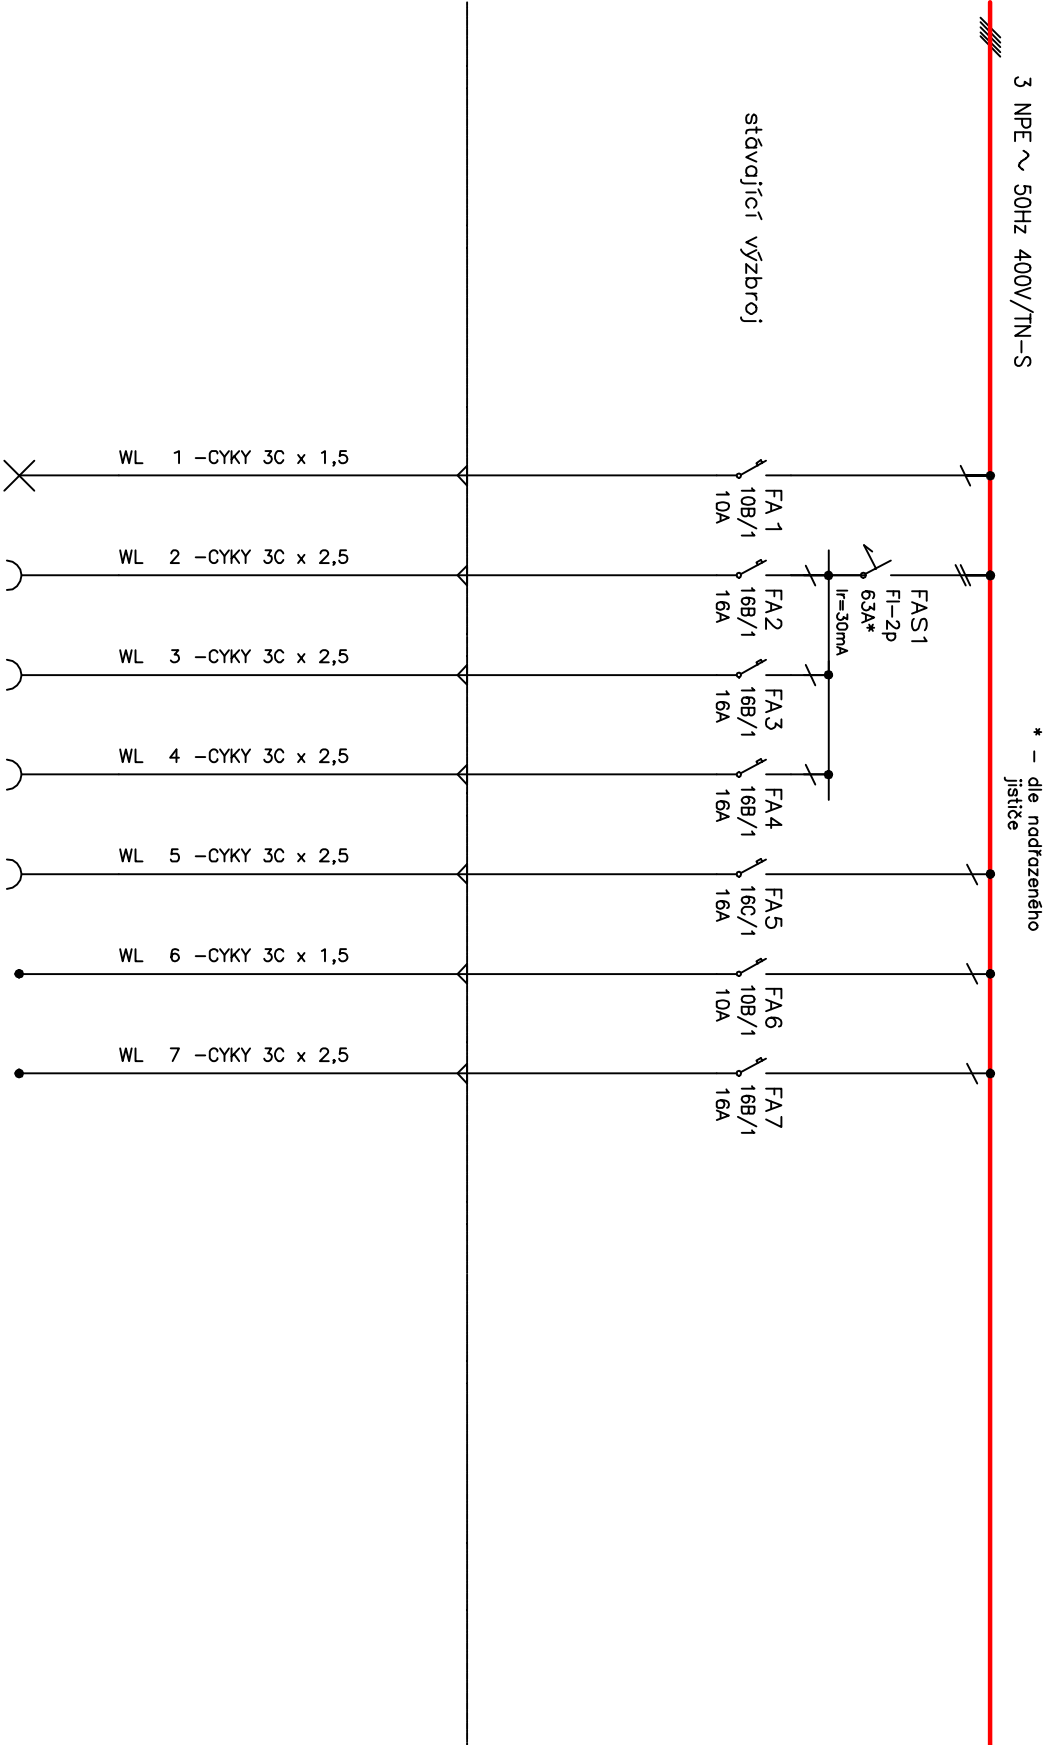 3 NPE ~ 50Hz 400V/TN-S
* - dle nadřazeného
jističe
stávající výzbroj
FAS1
FI-2p
63A*
Ir=30mA
FA 1
10B/1
10A
FA2
16B/1
16A
FA3
16B/1
16A
FA4
16B/1
16A
FA5
16C/1
16A
FA6
10B/1
10A
FA7
16B/1
16A
WL 1 -CYKY 3C x 1,5
WL 2 -CYKY 3C x 2,5
WL 3 -CYKY 3C x 2,5
WL 4 -CYKY 3C x 2,5
WL 5 -CYKY 3C x 2,5
WL 6 -CYKY 3C x 1,5
WL 7 -CYKY 3C x 2,5